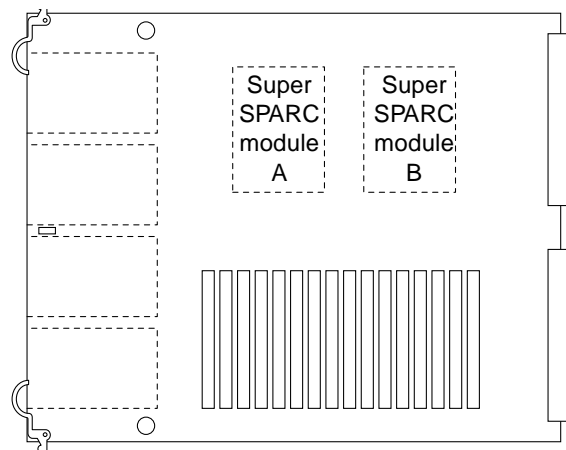 Super
SPARC
module
A
Super
SPARC
module
B